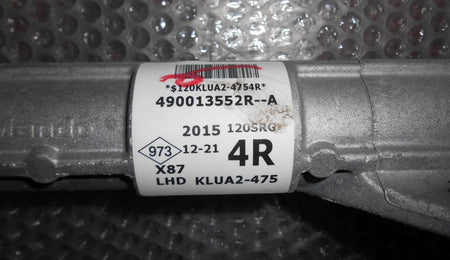 *$120KLUA2-4754R*
490013552R--A
2015 120SRG
973 12-21 4R
X87
LHD KLUA2-475